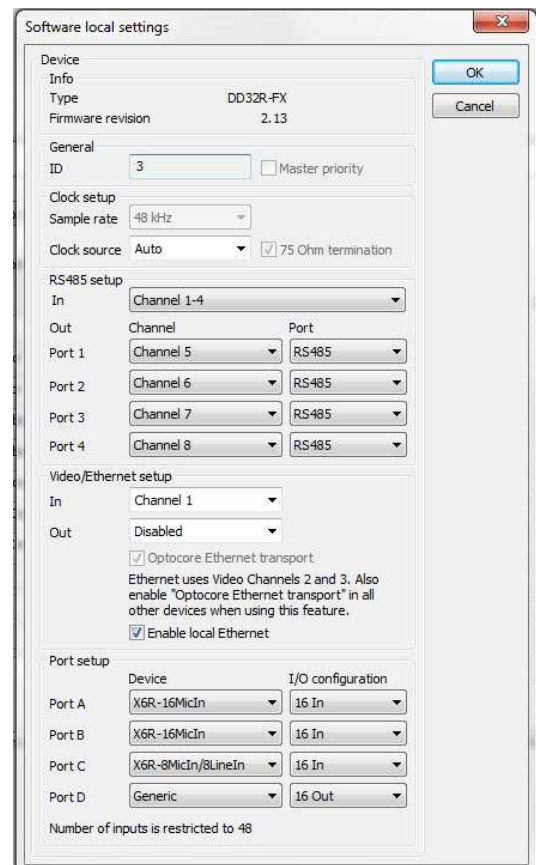 Software local settings
Device
Info
Type DD32R-FX
Firmware revision 2.13
OK
Cancel
General
ID 3 Master priority
Clock setup
Sample rate 48 kHz
Clock source Auto 75 Ohm termination
RS485 setup
In Channel 1-4
Out Channel Port
Port 1 Channel 5 RS485
Port 2 Channel 6 RS485
Port 3 Channel 7 RS485
Port 4 Channel 8 RS485
Video/Ethernet setup
In Channel 1
Out Disabled
Optocore Ethernet transport
Ethernet uses Video Channels 2 and 3. Also
enable "Optocore Ethernet transport" in all
other devices when using this feature.
Enable local Ethernet
Port setup
Device I/O configuration
Port A X6R-16MicIn 16 In
Port B X6R-16MicIn 16 In
Port C X6R-8MicIn/8LineIn 16 In
Port D Generic 16 Out
Number of inputs is restricted to 48